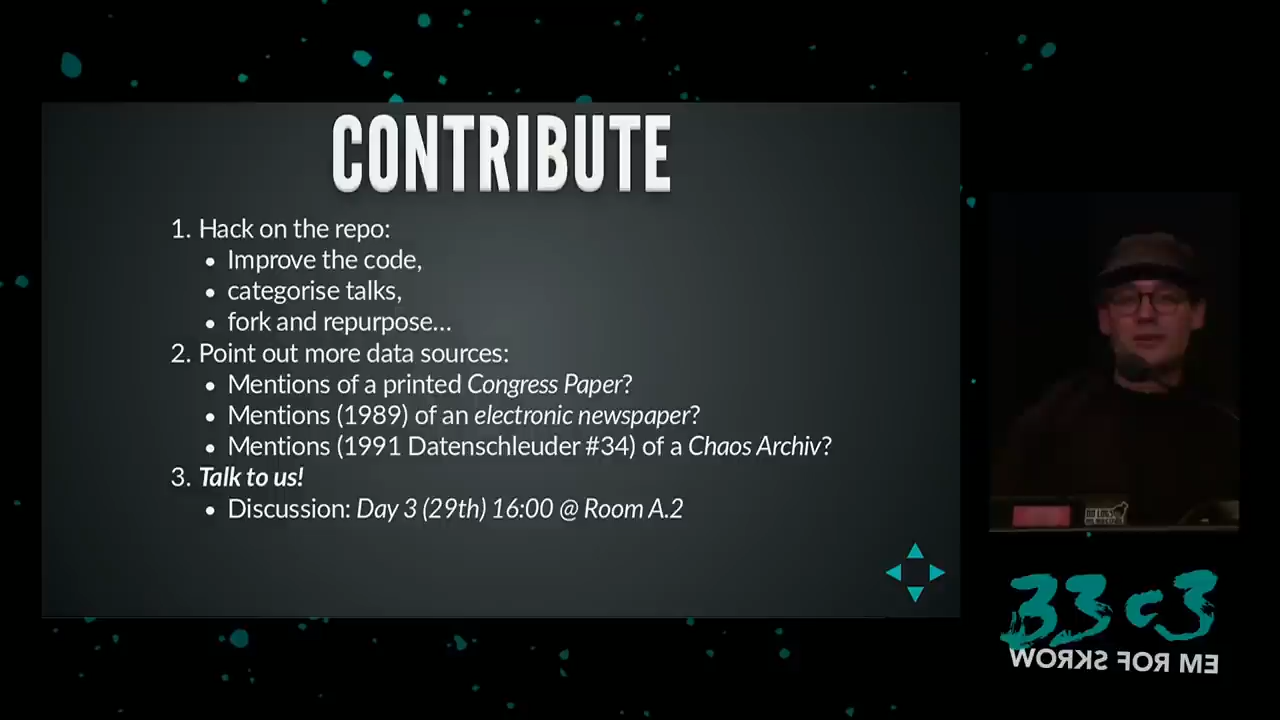 CONTRIBUTE
1. Hack on the repo:
• Improve the code,
• categorise talks,
• fork and repurpose...
2. Point out more data sources:
• Mentions of a printed Congress Paper?
• Mentions (1989) of an electronic newspaper?
• Mentions (1991 Datenschleuder #34) of a Chaos Archiv?
3. Talk to us!
• Discussion: Day 3 (29th) 16:00 @ Room A.2
33c3
WORKS FOR ME